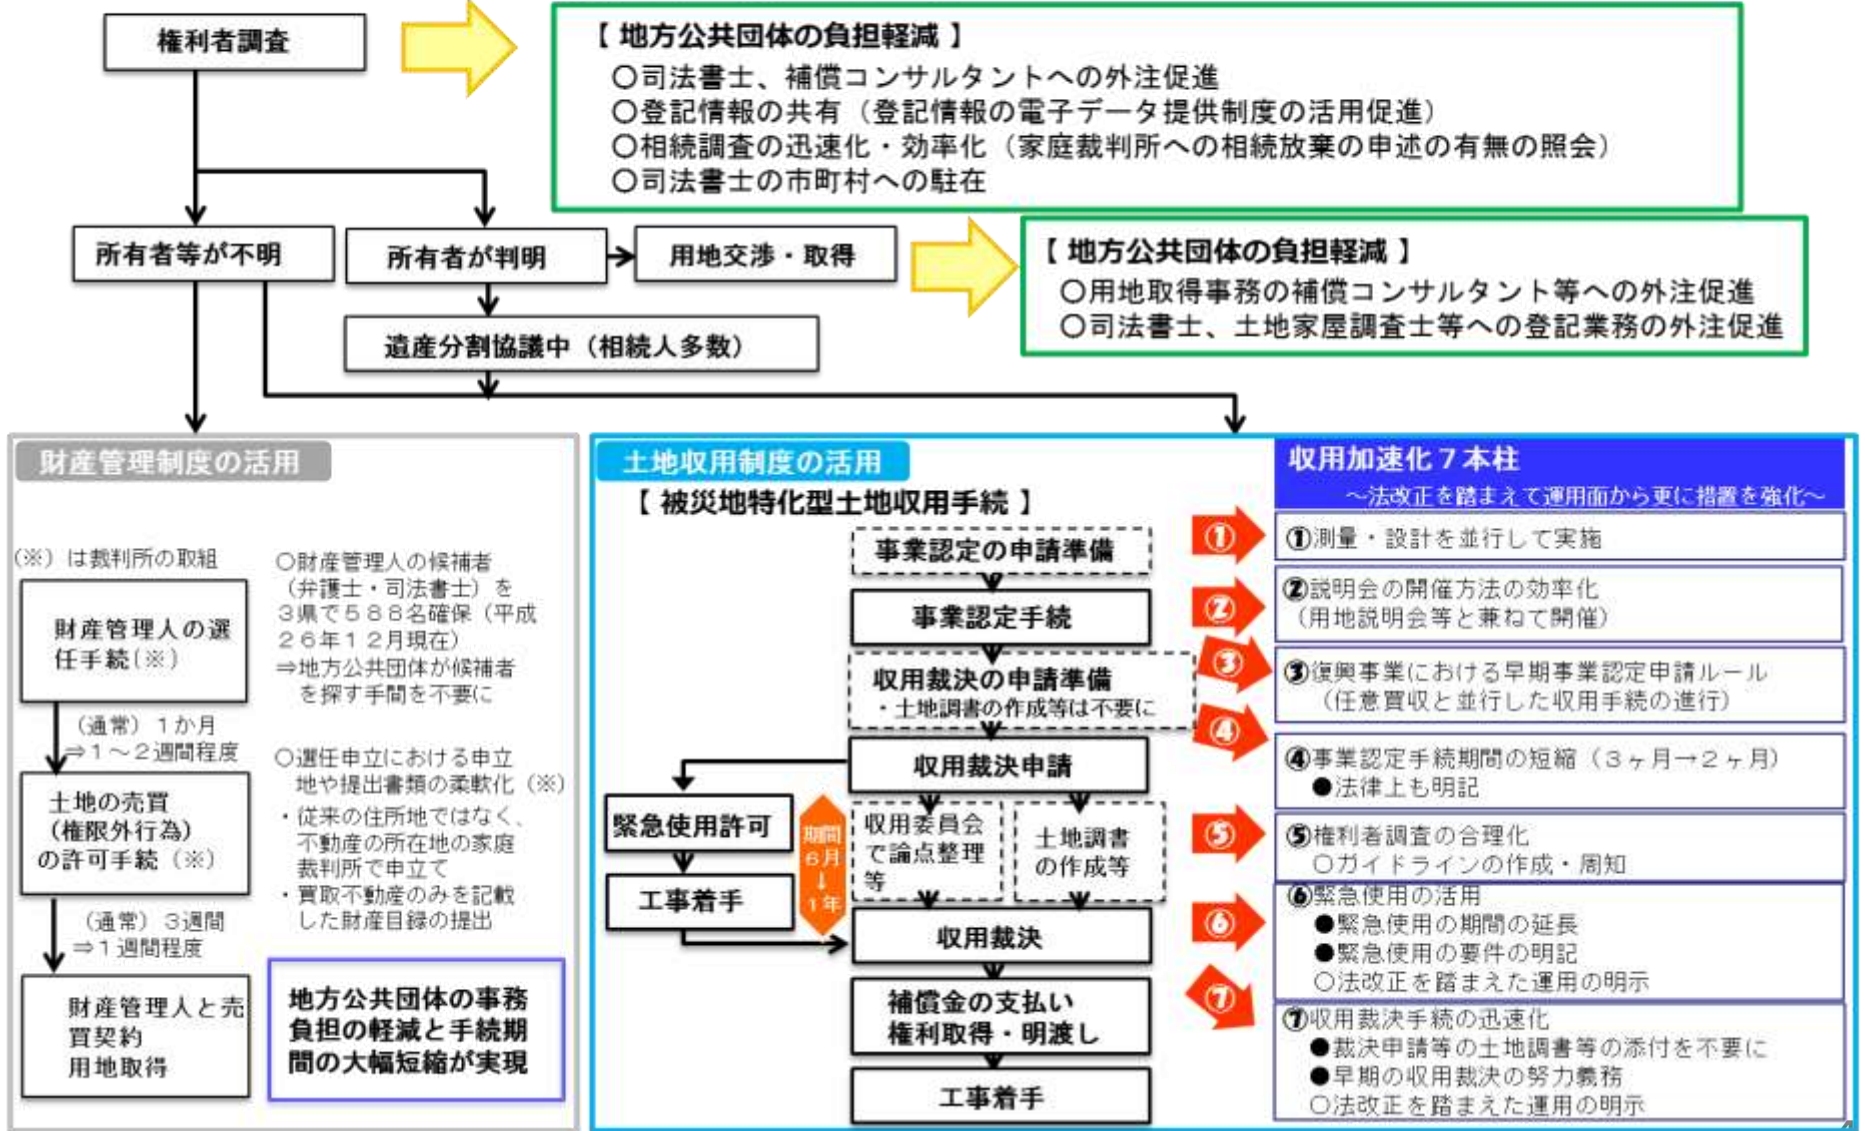 権利者調査
【 地方公共団体の負担軽減 】
○司法書士、補償コンサルタントへの外注促進
○登記情報の共有（登記情報の電子データ提供制度の活用促進）
○相続調査の迅速化・効率化（家庭裁判所への相続放棄の申述の有無の照会）
○司法書士の市町村への駐在
所有者等が不明
所有者が判明
用地交渉・取得
【 地方公共団体の負担軽減 】
○用地取得事務の補償コンサルタント等への外注促進
○司法書士、土地家屋調査士等への登記業務の外注促進
遺産分割協議中（相続人多数）
財産管理制度の活用
(※）は裁判所の取組
財産管理人の選
任手続(※）
（通常）１か月
⇒１～２週間程度
土地の売買
（権限外行為）
の許可手続（※）
（通常）３週間
⇒１週間程度
財産管理人と売
買契約
用地取得
○財産管理人の候補者
（弁護士・司法書士）を
３県で５８８名確保（平成
２６年１２月現在）
⇒地方公共団体が候補者
を探す手間を不要に
○選任申立における申立
地や提出書類の柔軟化（※）
・従来の住所地ではなく、
不動産の所在地の家庭
裁判所で申立て
・買取不動産のみを記載
した財産目録の提出
地方公共団体の事務
負担の軽減と手続期
間の大幅短縮が実現
土地収用制度の活用
【 被災地特化型土地収用手続 】
事業認定の申請準備
事業認定手続
収用裁決の申請準備
・土地調書の作成等は不要に
収用裁決申請
緊急使用許可
工事着手
期間
６月
↓
１年
収用委員会
で論点整理
等
土地調書
の作成等
収用裁決
補償金の支払い
権利取得・明渡し
工事着手
①
②
③
④
⑤
⑥
⑦
収用加速化７本柱
～法改正を踏まえて運用面から更に措置を強化～
①測量・設計を並行して実施
②説明会の開催方法の効率化
（用地説明会等と兼ねて開催）
③復興事業における早期事業認定申請ルール
（任意買収と並行した収用手続の進行）
④事業認定手続期間の短縮（３ヶ月→２ヶ月）
●法律上も明記
⑤権利者調査の合理化
○ガイドラインの作成・周知
⑥緊急使用の活用
●緊急使用の期間の延長
●緊急使用の要件の明記
○法改正を踏まえた運用の明示
⑦収用裁決手続の迅速化
●裁決申請等の土地調書等の添付を不要に
●早期の収用裁決の努力義務
○法改正を踏まえた運用の明示